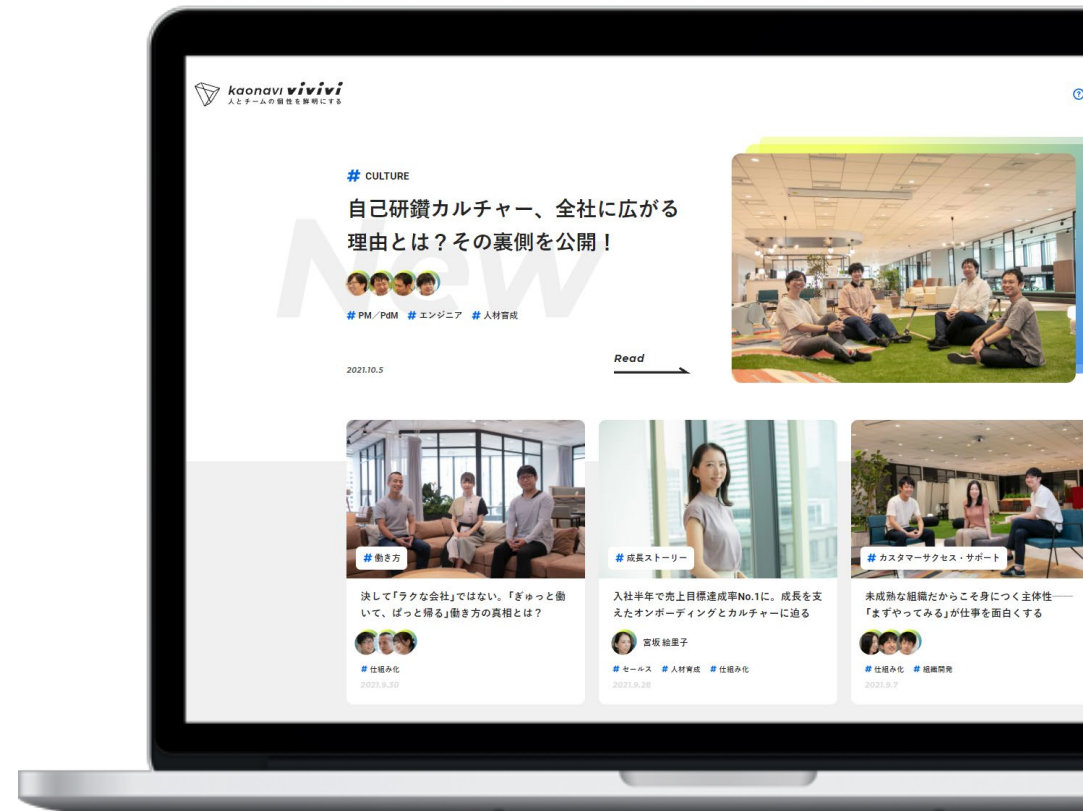 kaonavi vivivi
人とチームの個性を鮮明にする
# CULTURE
New
自己研鑽カルチャー、全社に広がる
理由とは？その裏側を公開！
# PM／PdM # エンジニア # 人材育成
2021.10.5
Read
# 働き方
決して「ラクな会社」ではない。「ぎゅっと働
いて、ぱっと帰る」働き方の真相とは？
# 仕組み化
2021.9.30
# 成長ストーリー
入社半年で売上目標達成率No.1に。成長を支
えたオンボーディングとカルチャーに迫る
宮坂 絵里子
# セールス # 人材育成 # 仕組み化
2021.9.28
# カスタマーサクセス・サポート
未成熟な組織だからこそ身につく主体性──
「まずやってみる」が仕事を面白くする
# 仕組み化 # 組織開発
2021.9.7